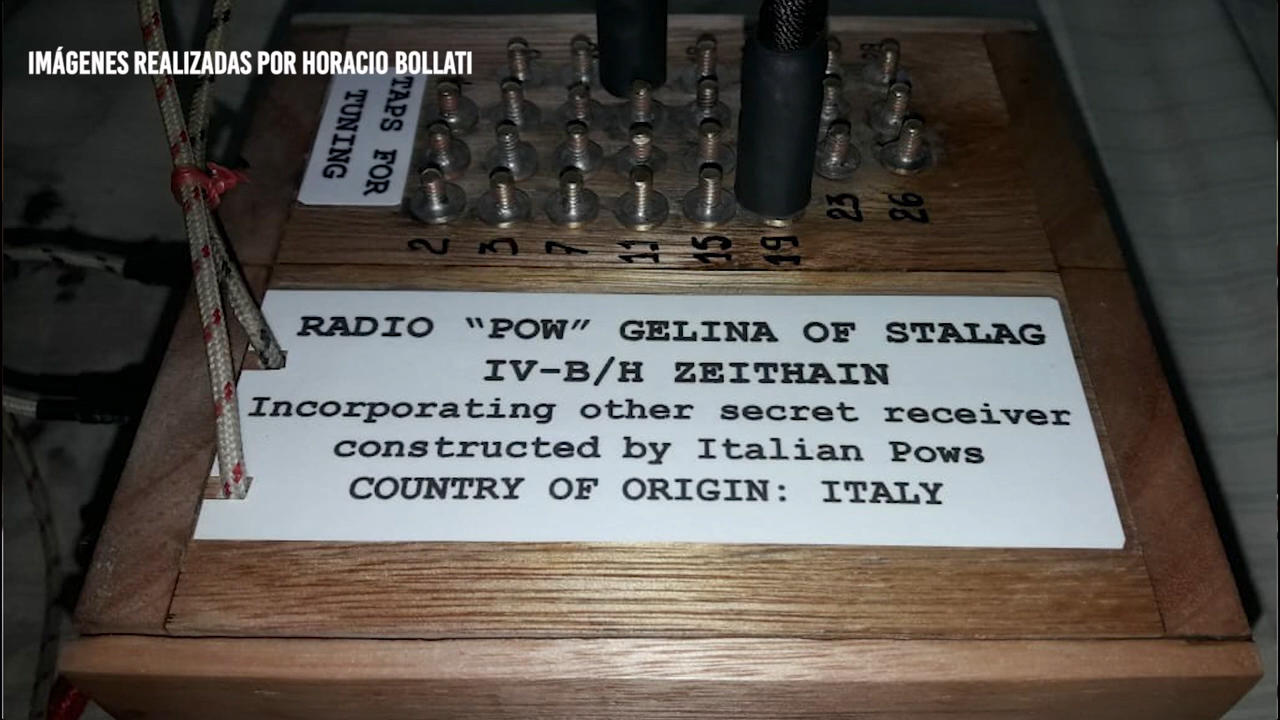 IMÁGENES REALIZADAS POR HORACIO BOLLATI
TAPS FOR
TUNING
2 3 7 11 15 19 23 26
RADIO “POW” GELINA OF STALAG
IV-B/H ZEITHAIN
Incorporating other secret receiver
constructed by Italian Pows
COUNTRY OF ORIGIN: ITALY